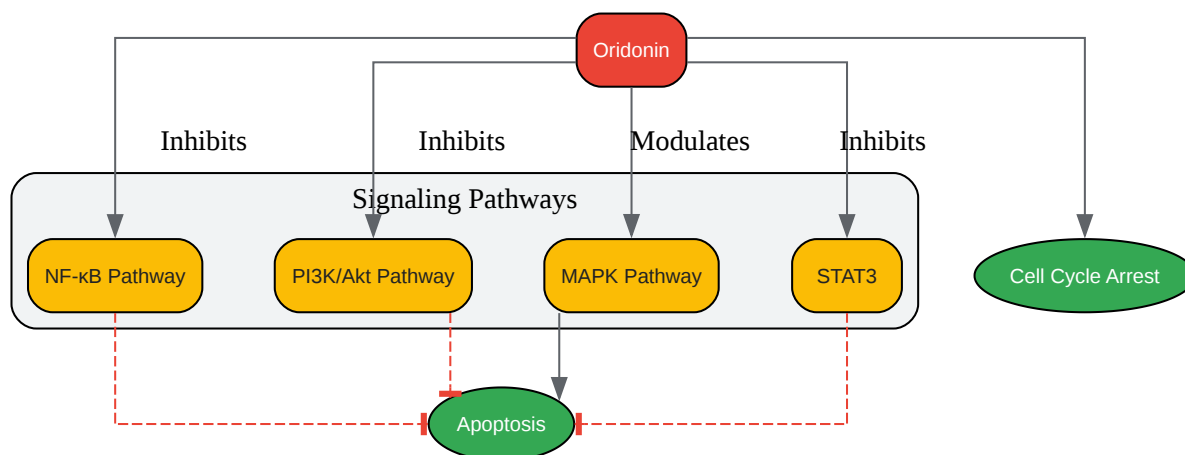 Oridonin
Inhibits
Inhibits
Modulates
Inhibits
Signaling Pathways
NF-κB Pathway
PI3K/Akt Pathway
MAPK Pathway
STAT3
Cell Cycle Arrest
Apoptosis